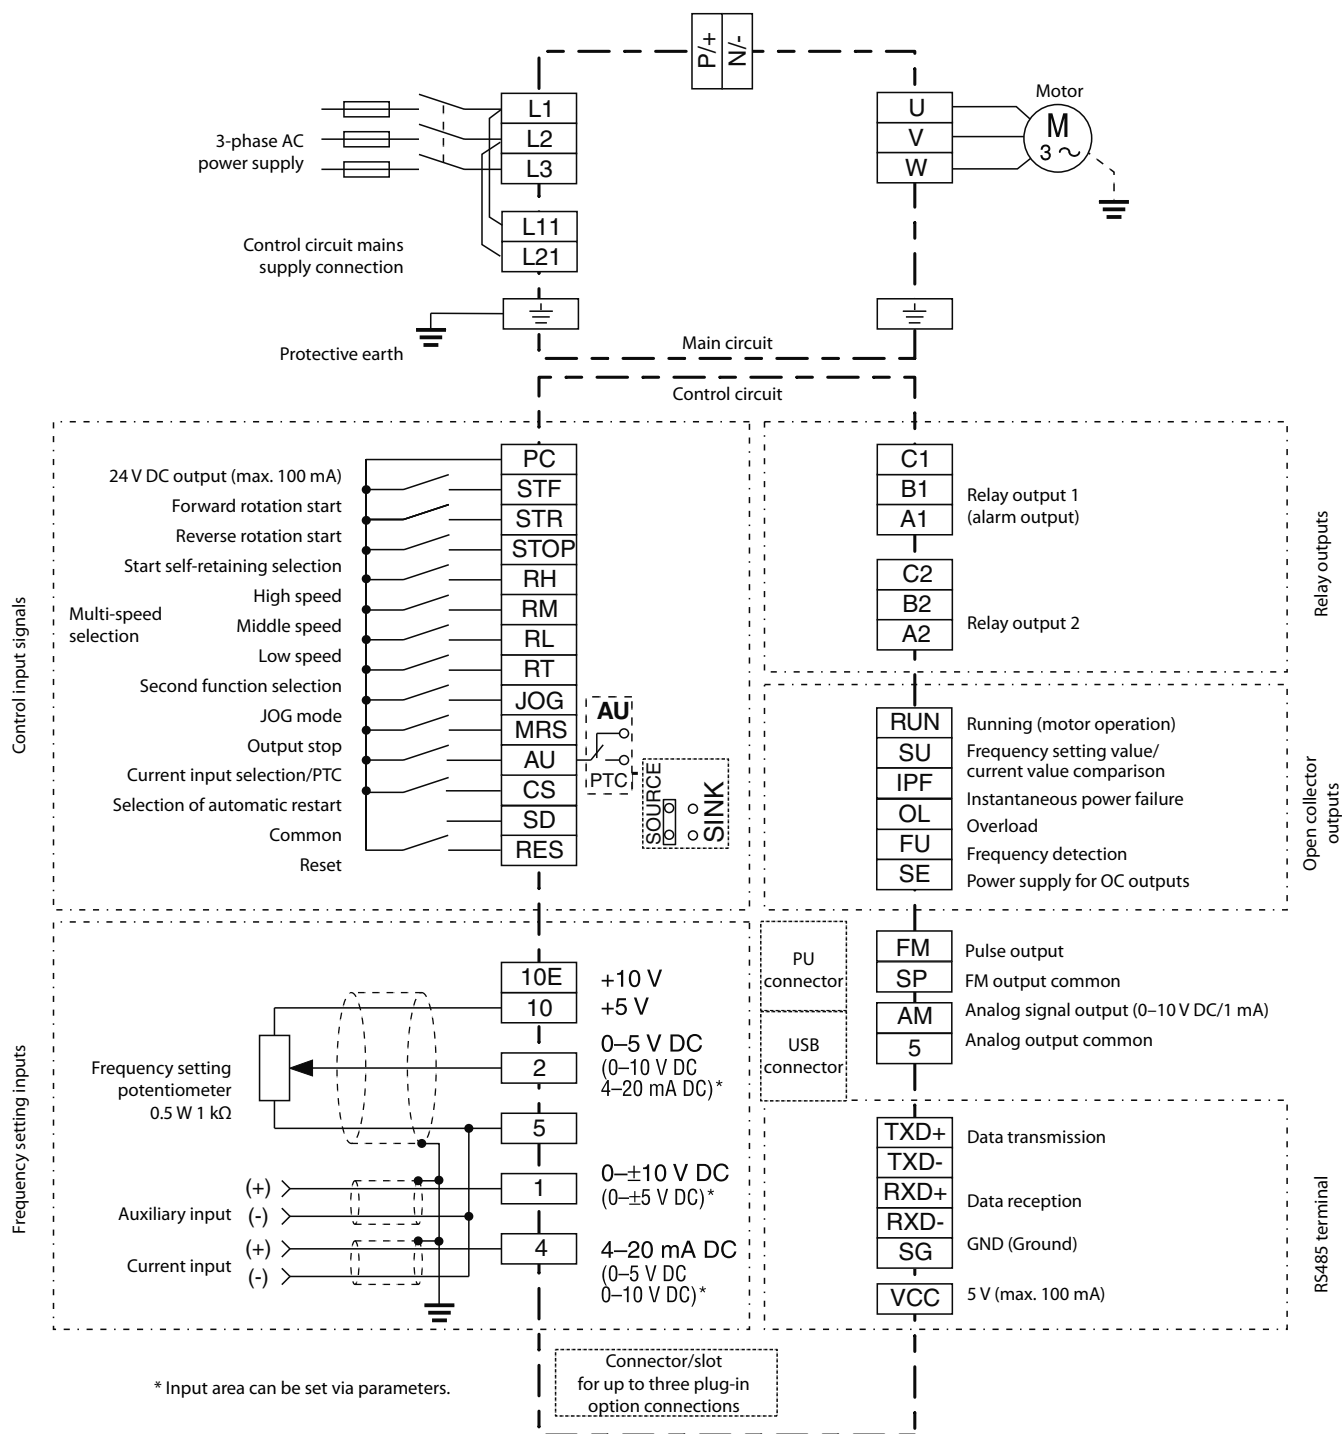 P/+
N/-
L1
L2
L3
3-phase AC
power supply
L11
L21
Control circuit mains
supply connection
Protective earth
U
V
W
Motor
M
3 ~
Main circuit
Control circuit
Control input signals
PC
24 V DC output (max. 100 mA)
STF
Forward rotation start
STR
Reverse rotation start
STOP
Start self-retaining selection
RH
High speed
Multi-speed
selection
RM
Middle speed
RL
Low speed
RT
Second function selection
JOG
JOG mode
MRS
Output stop
AU
Current input selection/PTC
CS
Selection of automatic restart
SD
Common
RES
Reset
AU
PTC
SOURCE
SINK
C1
B1
A1
Relay output 1
(alarm output)
C2
B2
A2
Relay output 2
Relay outputs
RUN
Running (motor operation)
SU
Frequency setting value/
current value comparison
IPF
Instantaneous power failure
OL
Overload
FU
Frequency detection
SE
Power supply for OC outputs
Open collector
outputs
Frequency setting inputs
10E
+10 V
10
+5 V
2
0–5 V DC
(0–10 V DC
4–20 mA DC)*
Frequency setting
potentiometer
0.5 W 1 kΩ
5
1
0–±10 V DC
(0–±5 V DC)*
(+)
Auxiliary input
(-)
4
4–20 mA DC
(0–5 V DC
0–10 V DC)*
(+)
Current input
(-)
PU
connector
USB
connector
FM
Pulse output
SP
FM output common
AM
Analog signal output (0–10 V DC/1 mA)
5
Analog output common
TXD+
Data transmission
TXD-
RXD+
Data reception
RXD-
SG
GND (Ground)
VCC
5 V (max. 100 mA)
RS485 terminal
* Input area can be set via parameters.
Connector/slot
for up to three plug-in
option connections